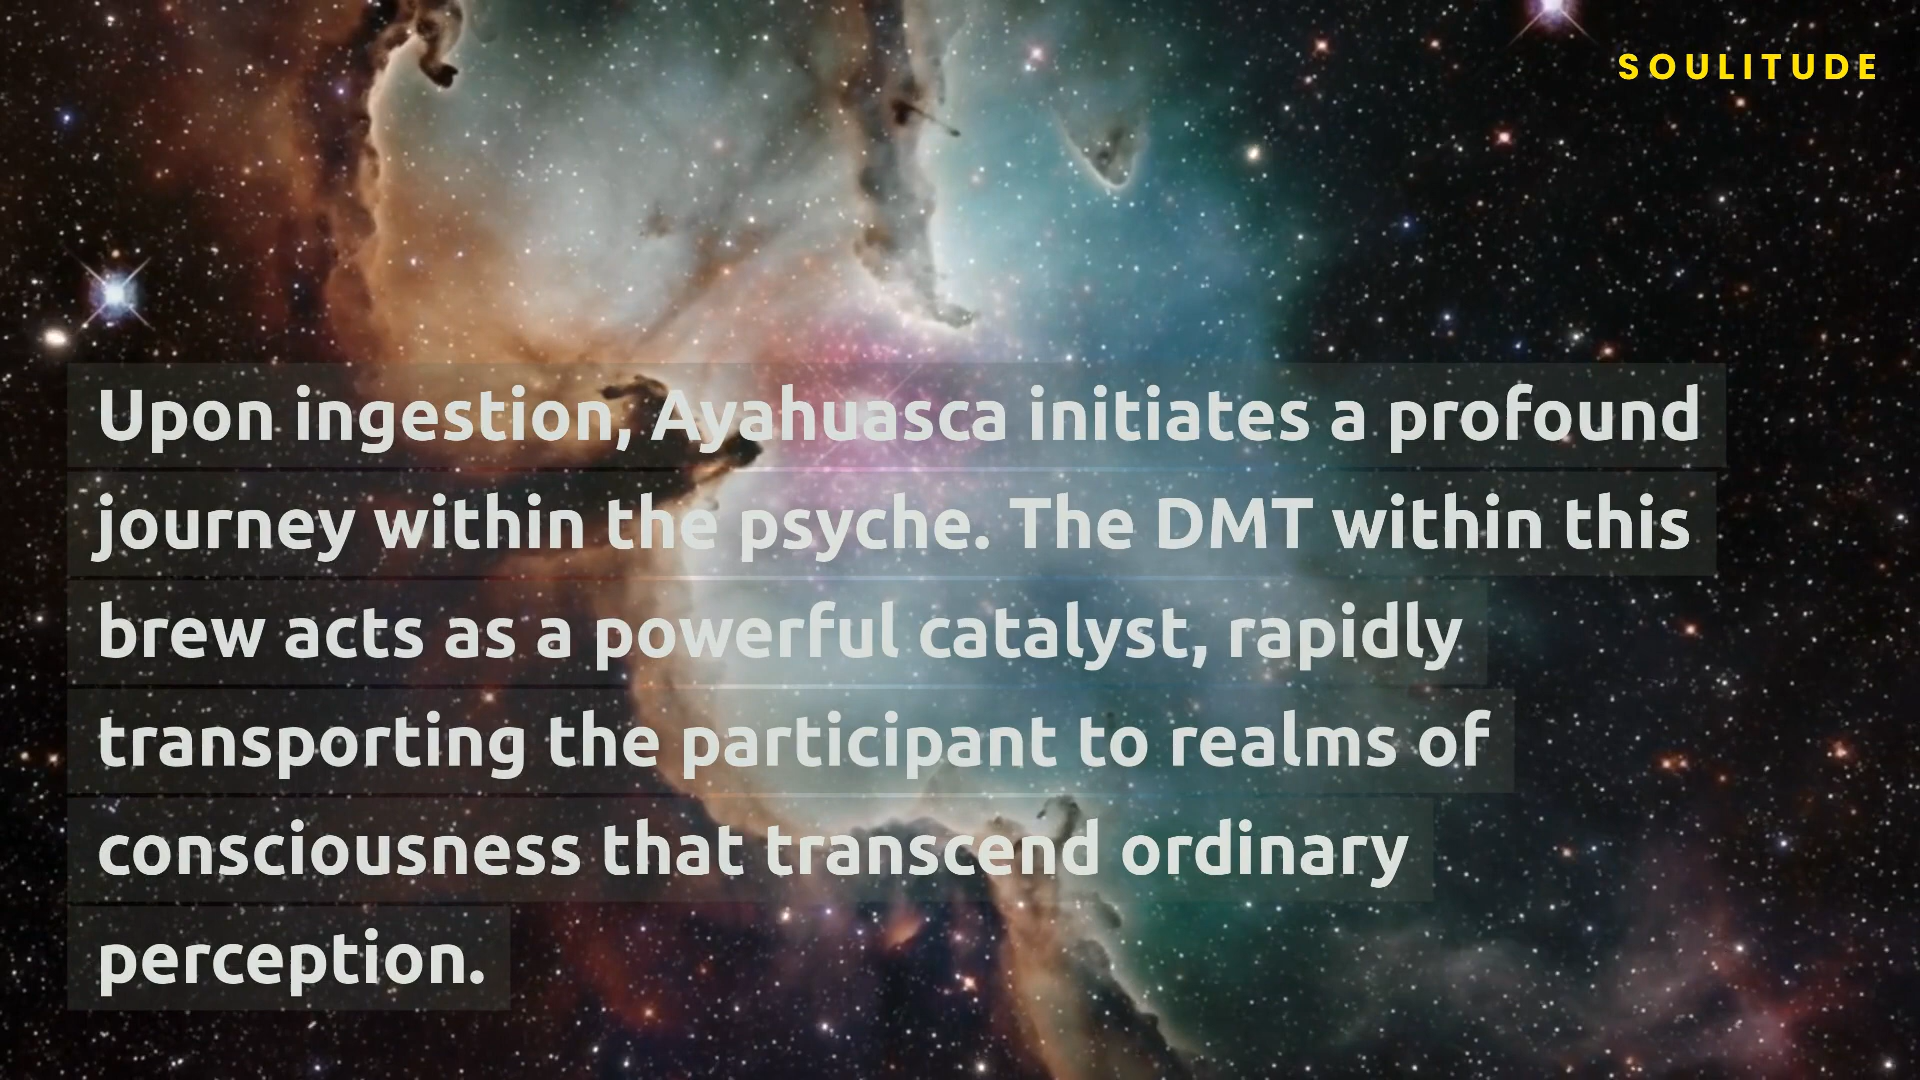 SOULITUDE
Upon ingestion, Ayahuasca initiates a profound
journey within the psyche. The DMT within this
brew acts as a powerful catalyst, rapidly
transporting the participant to realms of
consciousness that transcend ordinary
perception.